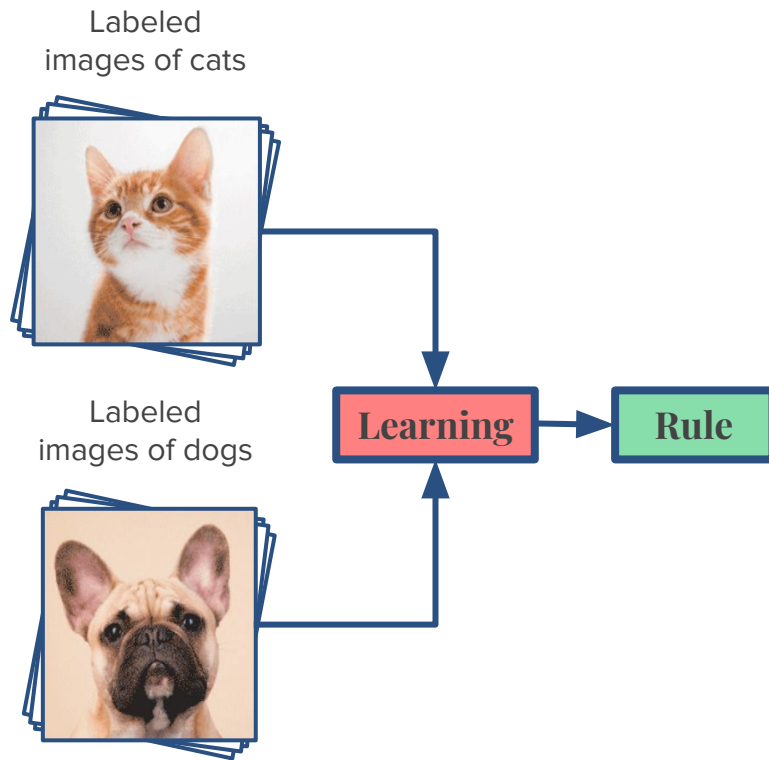 Labeled
images of cats
Labeled
images of dogs
Learning
Rule